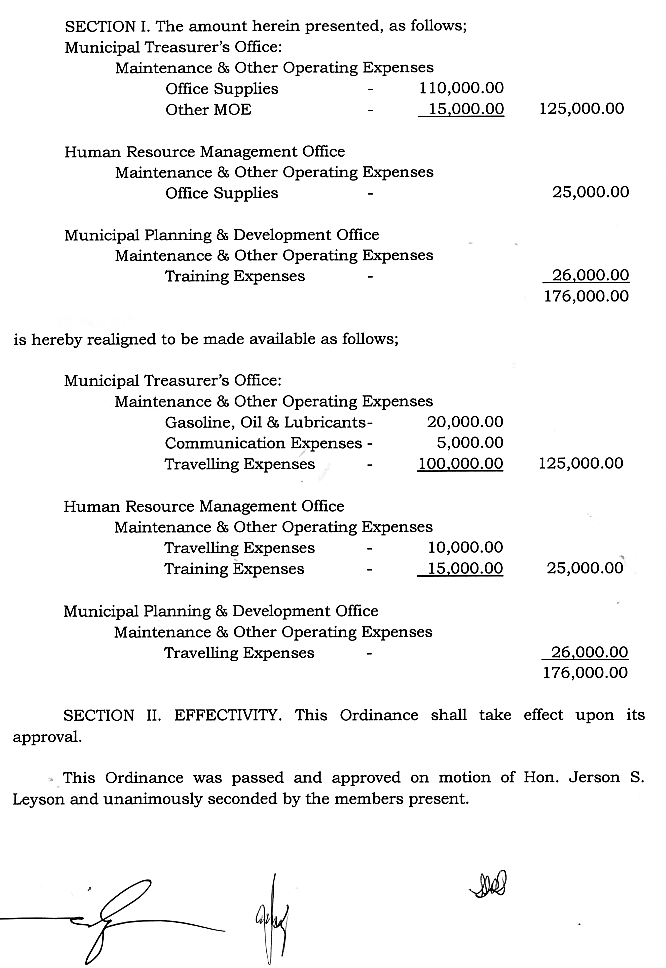 SECTION I. The amount herein presented, as follows;
Municipal Treasurer's Office:
Maintenance & Other Operating Expenses
Office Supplies - 110,000.00
Other MOE - 15,000.00 125,000.00
Human Resource Management Office
Maintenance & Other Operating Expenses
Office Supplies - 25,000.00
Municipal Planning & Development Office
Maintenance & Other Operating Expenses
Training Expenses - 26,000.00
176,000.00
is hereby realigned to be made available as follows;
Municipal Treasurer's Office:
Maintenance & Other Operating Expenses
Gasoline, Oil & Lubricants- 20,000.00
Communication Expenses - 5,000.00
Travelling Expenses - 100,000.00 125,000.00
Human Resource Management Office
Maintenance & Other Operating Expenses
Travelling Expenses - 10,000.00
Training Expenses - 15,000.00 25,000.00
Municipal Planning & Development Office
Maintenance & Other Operating Expenses
Travelling Expenses - 26,000.00
176,000.00
SECTION II. EFFECTIVITY. This Ordinance shall take effect upon its
approval.
This Ordinance was passed and approved on motion of Hon. Jerson S.
Leyson and unanimously seconded by the members present.